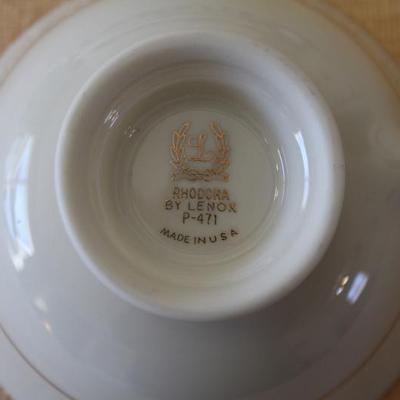 L
RHODORA
BY LENOX
P-471
MADE IN USA